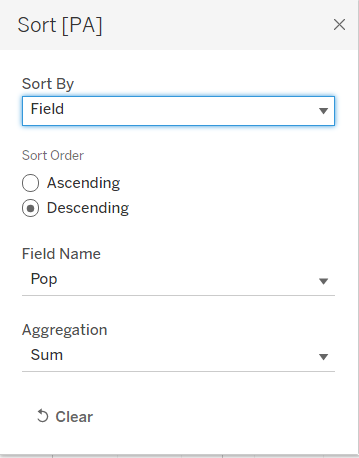 Sort [PA]
Sort By
Field
Sort Order
Ascending
Descending
Field Name
Pop
Aggregation
Sum
Clear